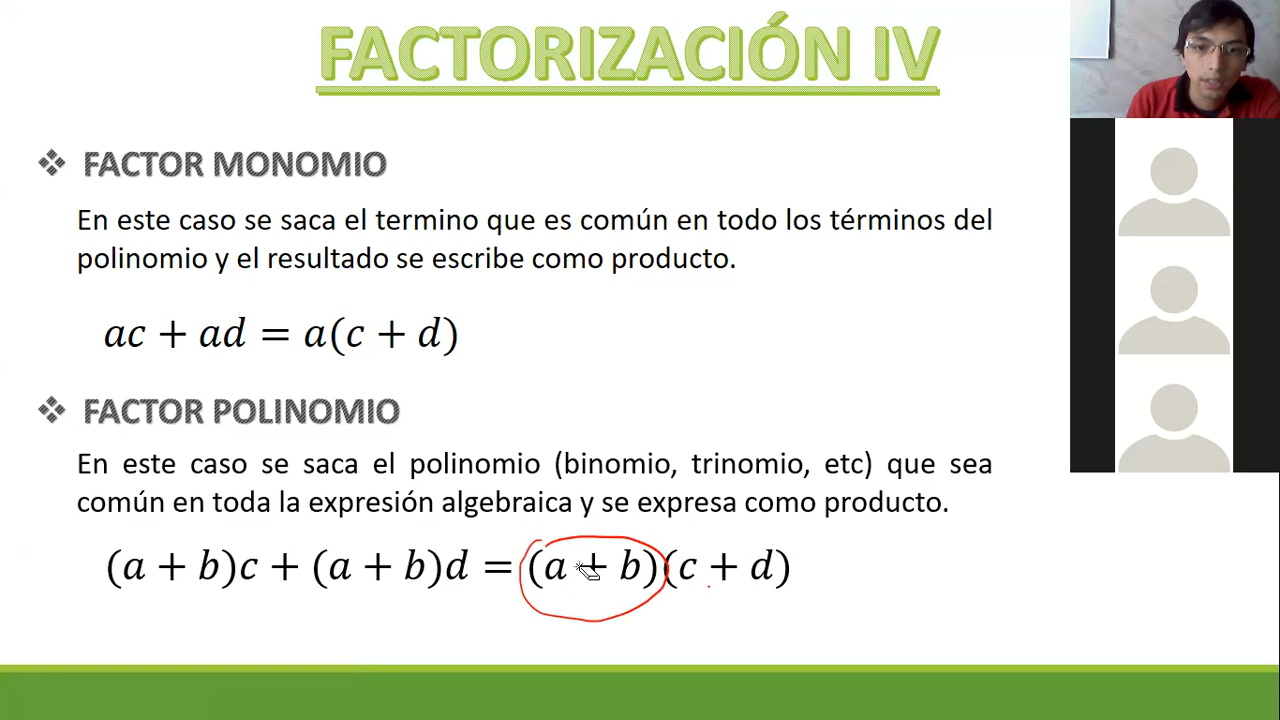 FACTORIZACIÓN IV
FACTOR MONOMIO
En este caso se saca el termino que es común en todo los términos del
polinomio y el resultado se escribe como producto.
ac + ad = a(c + d)
FACTOR POLINOMIO
En este caso se saca el polinomio (binomio, trinomio, etc) que sea
común en toda la expresión algebraica y se expresa como producto.
(a + b)c + (a + b)d = (a + b)(c + d)